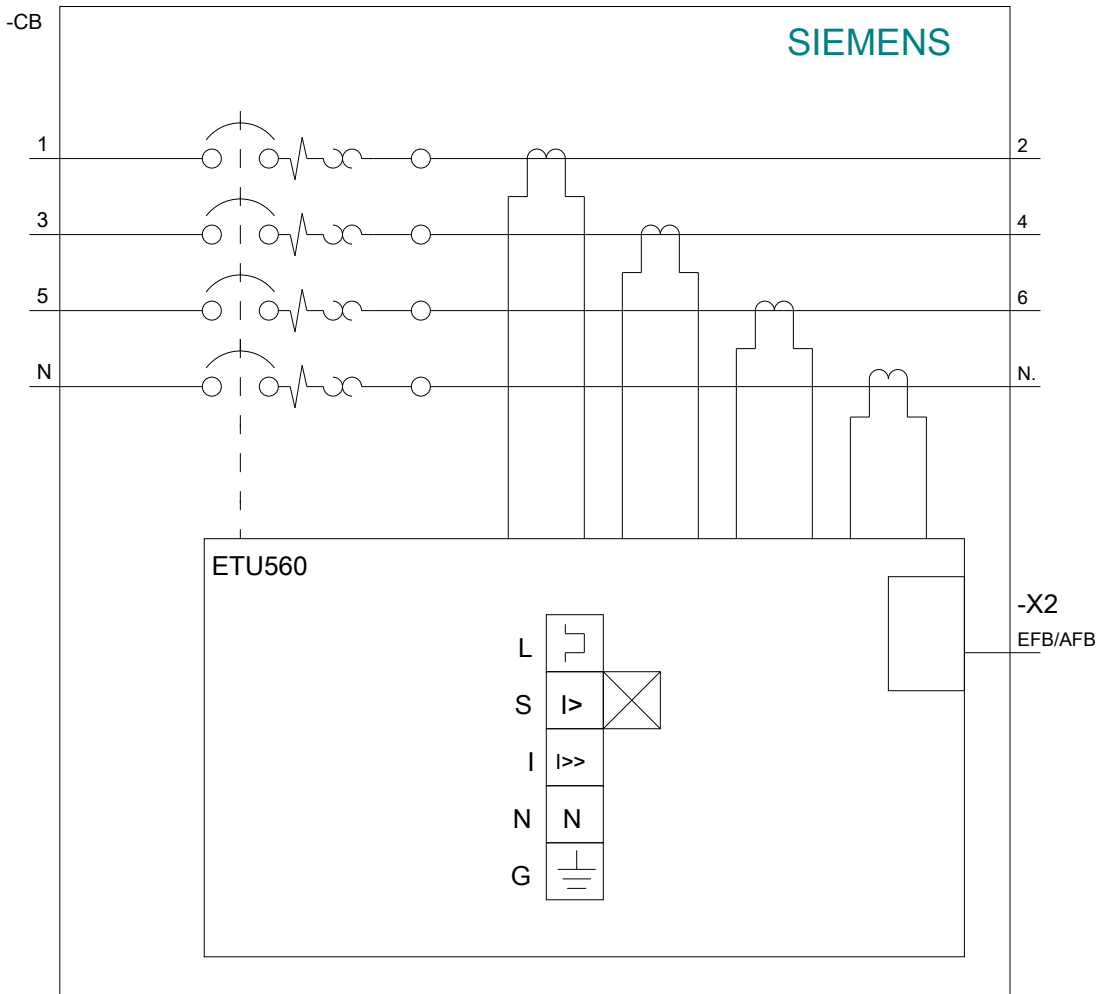 -CB
SIEMENS
1
2
3
4
5
6
N
N.
ETU560
-X2
EFB/AFB
L
S I>
I I>>
N N
G